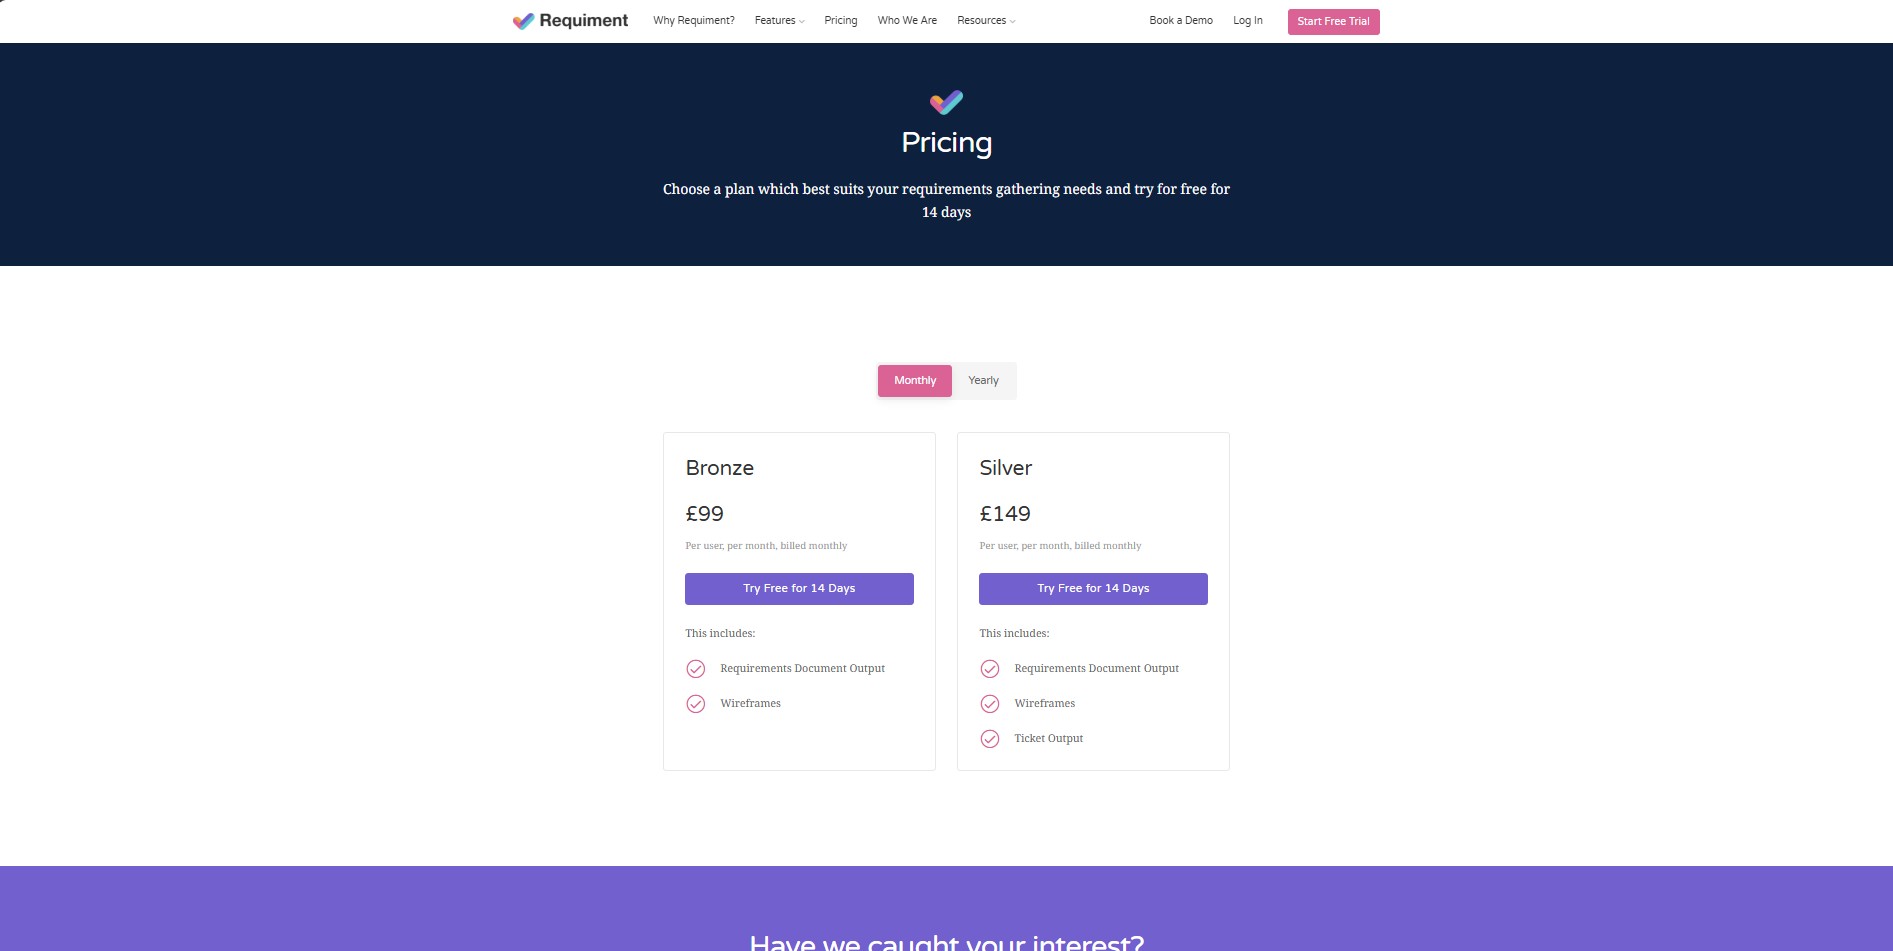 Requiment
Why Requiment?
Features
Pricing
Who We Are
Resources
Book a Demo
Log In
Start Free Trial
Pricing
Choose a plan which best suits your requirements gathering needs and try for free for
14 days
Monthly
Yearly
Bronze
£99
Per user, per month, billed monthly
Try Free for 14 Days
This includes:
Requirements Document Output
Wireframes
Silver
£149
Per user, per month, billed monthly
Try Free for 14 Days
This includes:
Requirements Document Output
Wireframes
Ticket Output
Have we caught your interest?